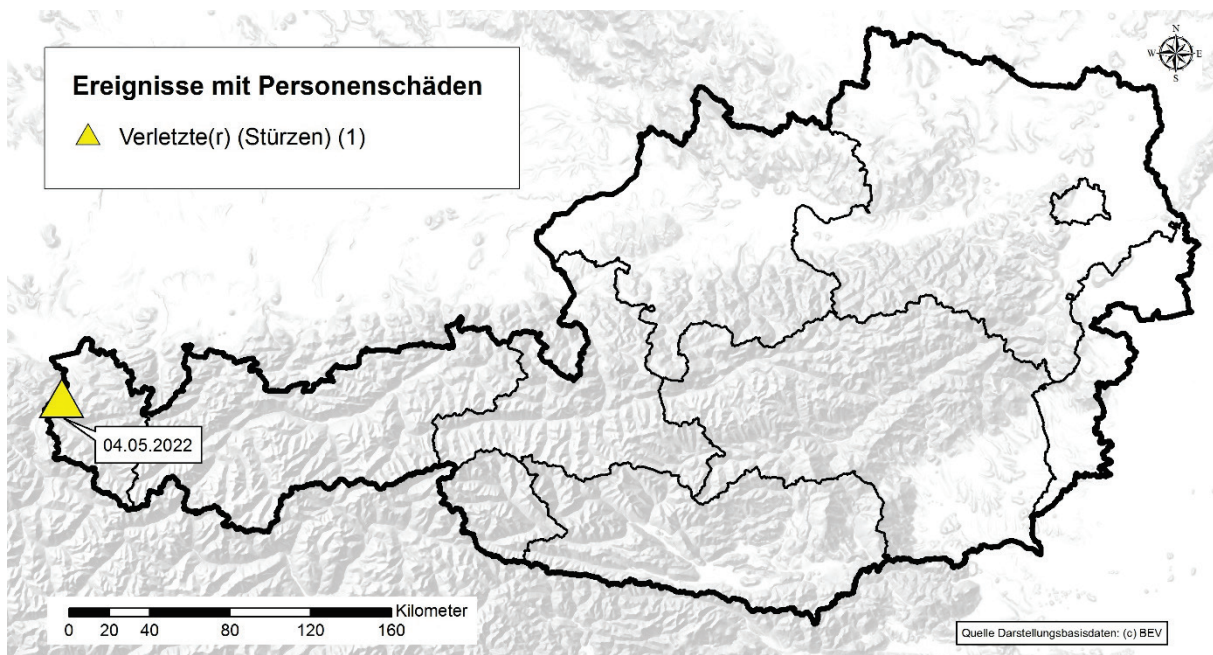 Ereignisse mit Personenschäden
Verletzte(r) (Stürzen) (1)
N
W E
S
04.05.2022
Kilometer
0 20 40 80 120 160
Quelle Darstellungsbasisdaten: (c) BEV